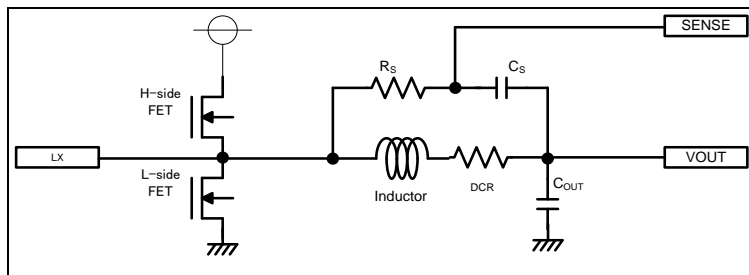 SENSE
RS
CS
H-side
FET
LX
VOUT
L-side
FET
Inductor
DCR
COUT